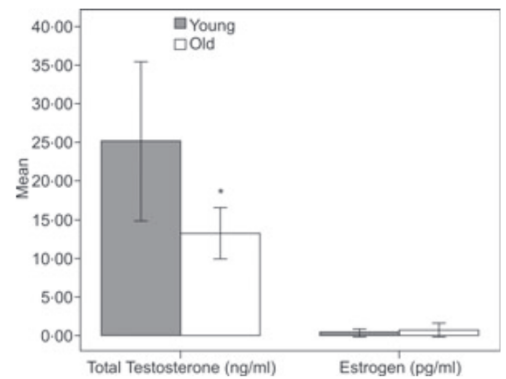 Young
Old
Mean
40·00
35·00
30·00
25·00
20·00
15·00
10·00
5·00
0·00
*
Total Testosterone (ng/ml)
Estrogen (pg/ml)